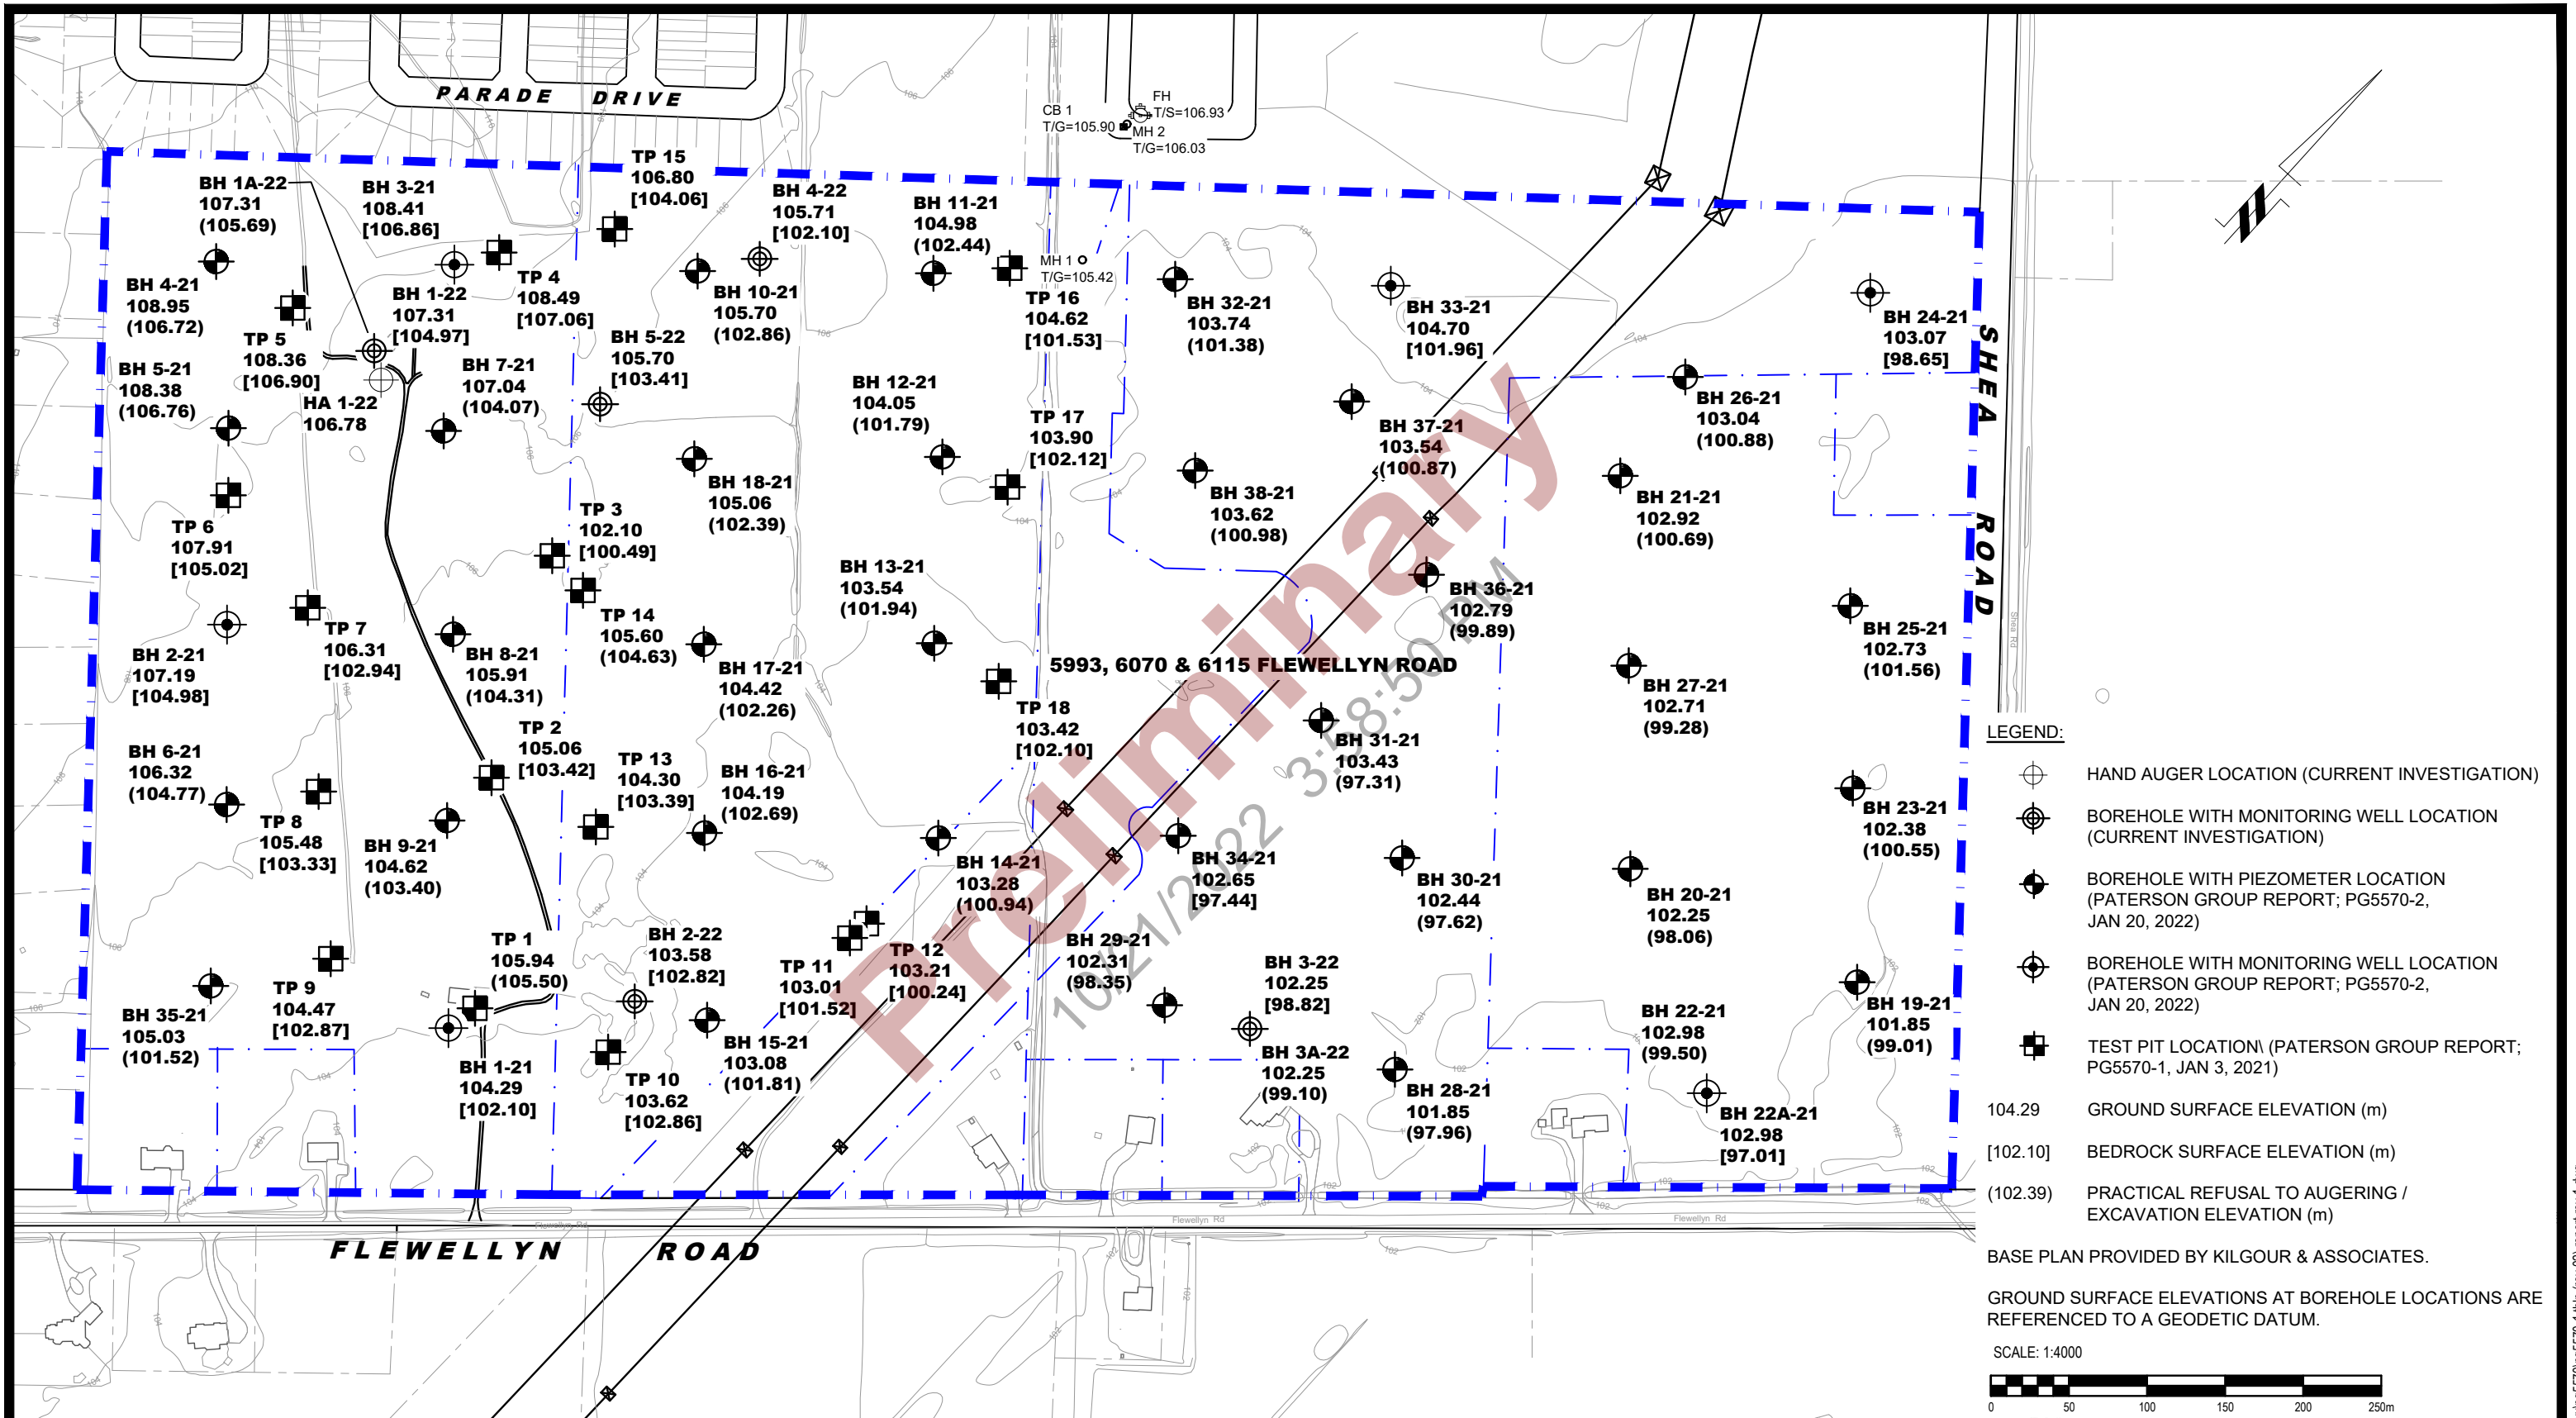 PARADE DRIVE
CB 1
T/G=105.90
FH
T/S=106.93
MH 2
T/G=106.03
MH 1
T/G=105.42
BH 1A-22
107.31
(105.69)
BH 3-21
108.41
[106.86]
TP 15
106.80
[104.06]
BH 4-22
105.71
[102.10]
BH 11-21
104.98
(102.44)
BH 4-21
108.95
(106.72)
TP 5
108.36
[106.90]
BH 1-22
107.31
[104.97]
TP 4
108.49
[107.06]
BH 10-21
105.70
(102.86)
TP 16
104.62
[101.53]
BH 32-21
103.74
(101.38)
BH 33-21
104.70
[101.96]
BH 24-21
103.07
[98.65]
BH 5-21
108.38
(106.76)
HA 1-22
106.78
BH 7-21
107.04
(104.07)
BH 5-22
105.70
[103.41]
BH 12-21
104.05
(101.79)
TP 17
103.90
[102.12]
BH 37-21
103.54
(100.87)
BH 26-21
103.04
(100.88)
SHEA ROAD
Shea Rd
TP 6
107.91
[105.02]
TP 3
102.10
[100.49]
BH 18-21
105.06
(102.39)
BH 38-21
103.62
(100.98)
BH 21-21
102.92
(100.69)
BH 2-21
107.19
[104.98]
TP 7
106.31
[102.94]
BH 8-21
105.91
(104.31)
TP 14
105.60
(104.63)
BH 17-21
104.42
(102.26)
BH 13-21
103.54
(101.94)
BH 36-21
102.79
(99.89)
BH 25-21
102.73
(101.56)
5993, 6070 & 6115 FLEWELLYN ROAD
BH 6-21
106.32
(104.77)
TP 8
105.48
[103.33]
BH 9-21
104.62
(103.40)
TP 2
105.06
[103.42]
TP 13
104.30
[103.39]
BH 16-21
104.19
(102.69)
TP 18
103.42
[102.10]
BH 31-21
103.43
(97.31)
BH 27-21
102.71
(99.28)
BH 23-21
102.38
(100.55)
BH 14-21
103.28
(100.94)
BH 34-21
102.65
[97.44]
BH 30-21
102.44
(97.62)
BH 20-21
102.25
(98.06)
BH 35-21
105.03
(101.52)
TP 9
104.47
[102.87]
TP 1
105.94
(105.50)
BH 2-22
103.58
[102.82]
TP 11
103.01
[101.52]
TP 12
103.21
[100.24]
BH 29-21
102.31
(98.35)
BH 3-22
102.25
[98.82]
BH 22-21
102.98
(99.50)
BH 19-21
101.85
(99.01)
BH 1-21
104.29
[102.10]
TP 10
103.62
[102.86]
BH 15-21
103.08
(101.81)
BH 3A-22
102.25
(99.10)
BH 28-21
101.85
(97.96)
BH 22A-21
102.98
[97.01]
Preliminary
10/21/2022 3:58:50 PM
Flewellyn Rd
Flewellyn Rd
Flewellyn Rd
FLEWELLYN ROAD
LEGEND:
HAND AUGER LOCATION (CURRENT INVESTIGATION)
BOREHOLE WITH MONITORING WELL LOCATION
(CURRENT INVESTIGATION)
BOREHOLE WITH PIEZOMETER LOCATION
(PATERSON GROUP REPORT; PG5570-2,
JAN 20, 2022)
BOREHOLE WITH MONITORING WELL LOCATION
(PATERSON GROUP REPORT; PG5570-2,
JAN 20, 2022)
TEST PIT LOCATION\ (PATERSON GROUP REPORT;
PG5570-1, JAN 3, 2021)
104.29 GROUND SURFACE ELEVATION (m)
[102.10] BEDROCK SURFACE ELEVATION (m)
(102.39) PRACTICAL REFUSAL TO AUGERING /
EXCAVATION ELEVATION (m)
BASE PLAN PROVIDED BY KILGOUR & ASSOCIATES.
GROUND SURFACE ELEVATIONS AT BOREHOLE LOCATIONS ARE
REFERENCED TO A GEODETIC DATUM.
SCALE: 1:4000
0 50 100 150 200 250m